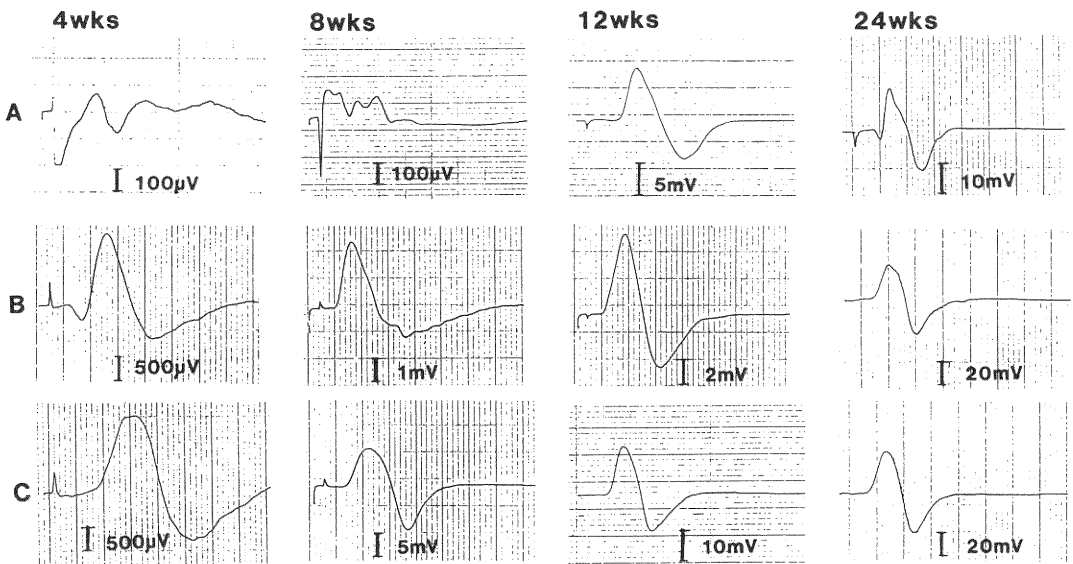 4wks 8wks 12wks 24wks
A
100μV 100μV 5mV 10mV
B
500μV 1mV 2mV 20mV
C
500μV 5mV 10mV 20mV